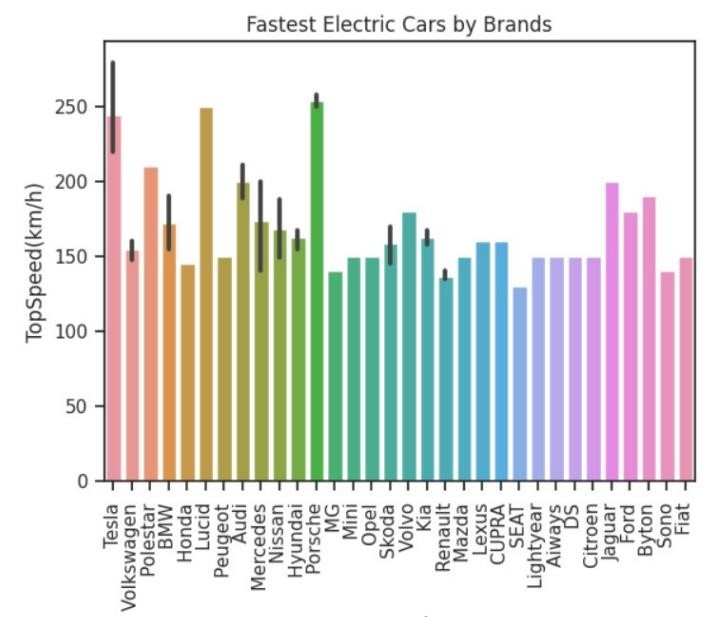 Fastest Electric Cars by Brands
TopSpeed(km/h)
250
200
150
100
50
0
Tesla
Volkswagen
Polestar
BMW
Honda
Lucid
Peugeot
Audi
Mercedes
Nissan
Hyundai
Porsche
MG
Mini
Opel
Skoda
Volvo
Kia
Renault
Mazda
Lexus
CUPRA
SEAT
Lightyear
Aiways
DS
Citroen
Jaguar
Ford
Byton
Sono
Fiat